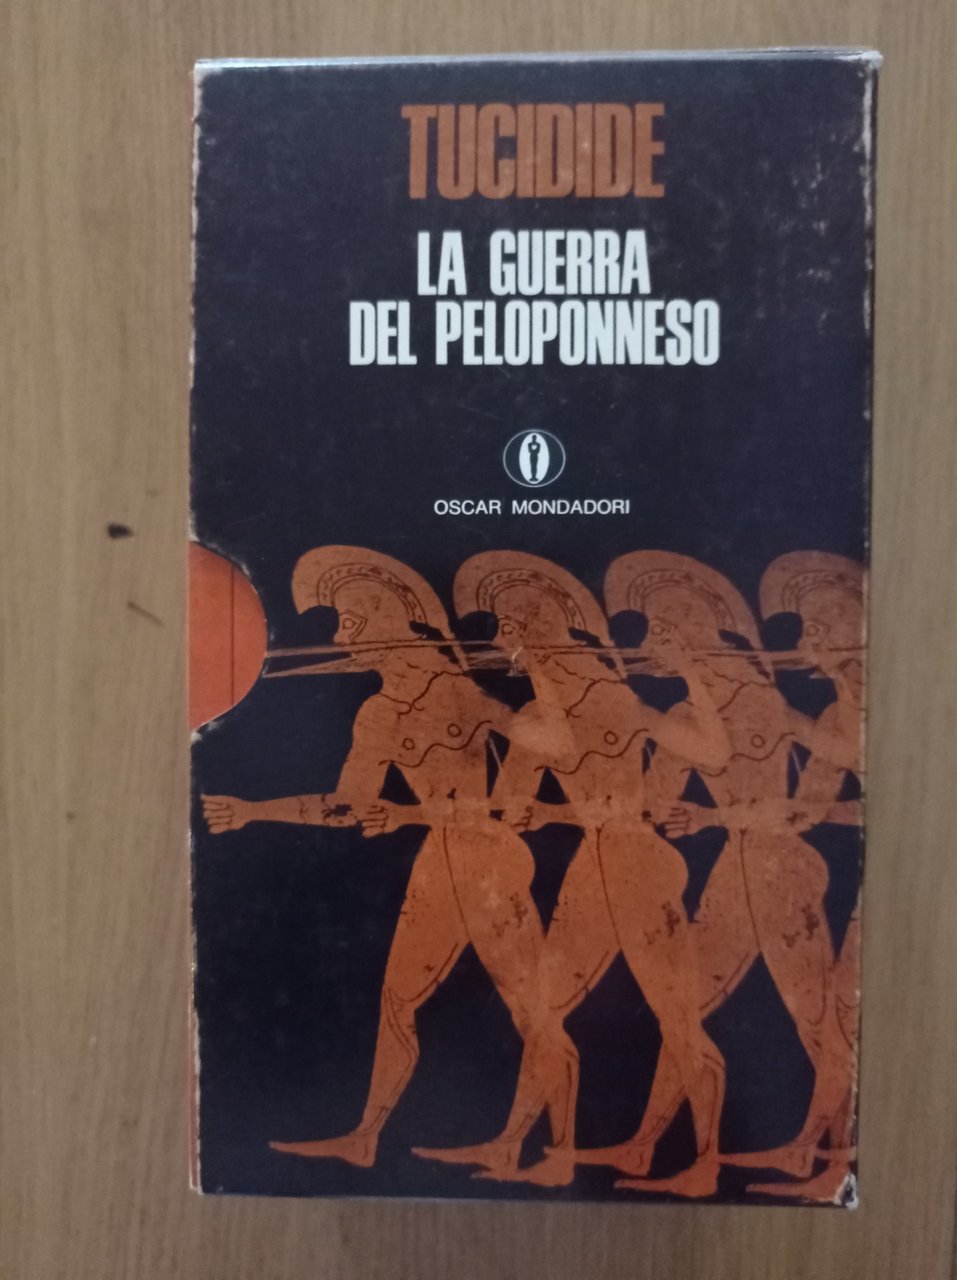 TUCIDIDE
LA GUERRA
DEL PELOPONNESO
OSCAR MONDADORI